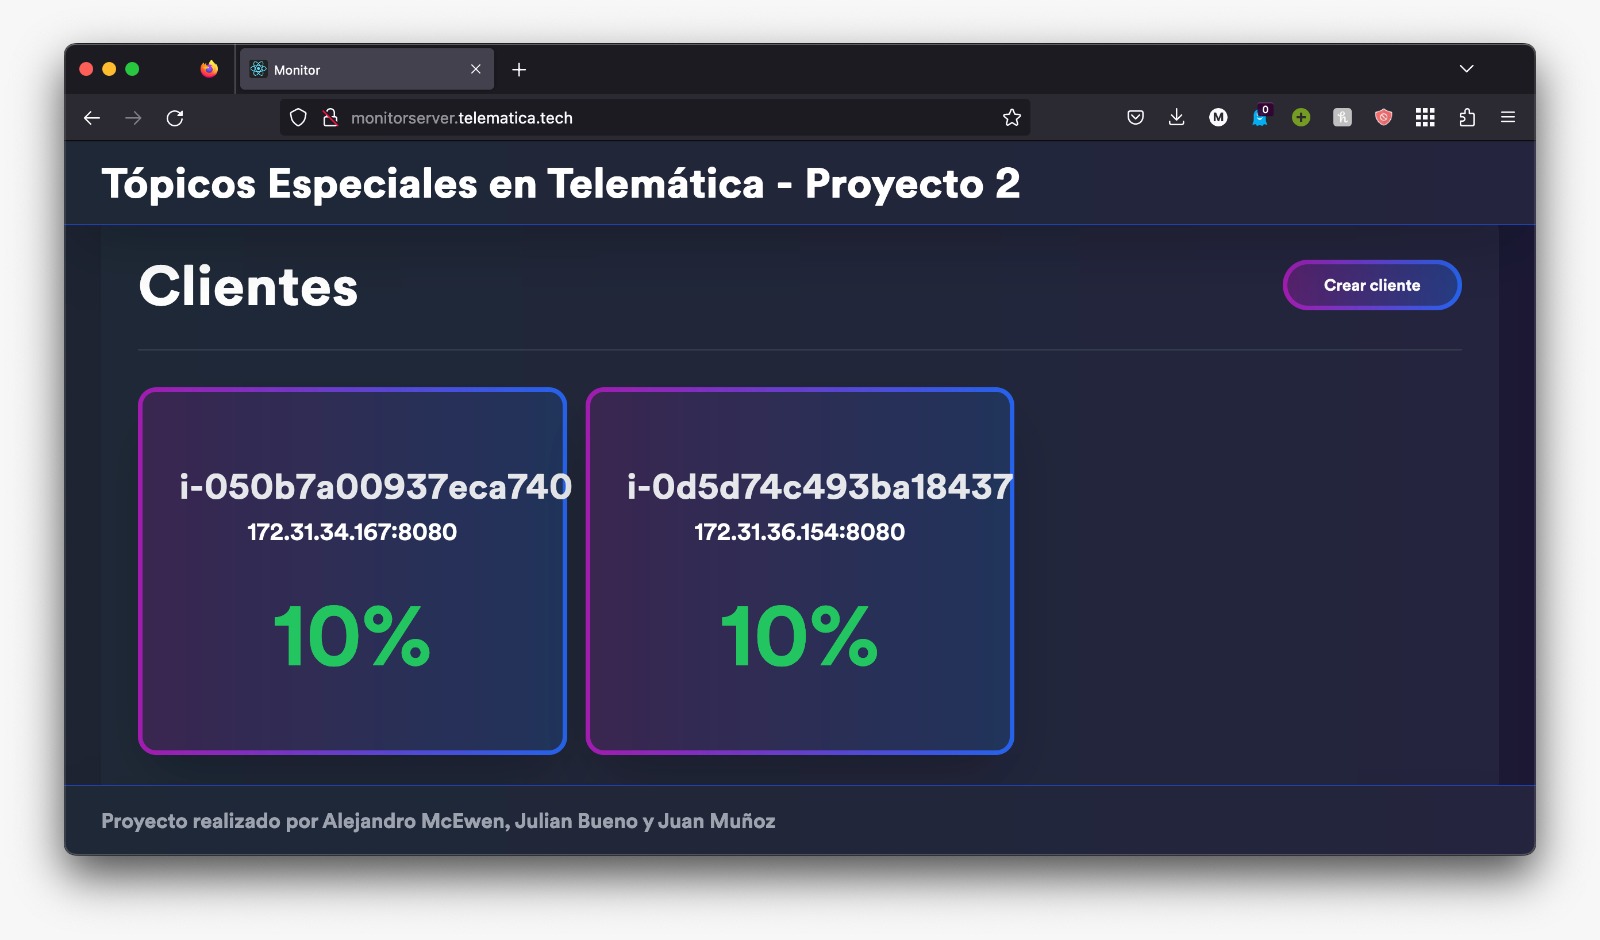 Monitor
monitorserver.telematica.tech
M
0
Tópicos Especiales en Telemática - Proyecto 2
Clientes
Crear cliente
i-050b7a00937eca740
172.31.34.167:8080
10%
i-0d5d74c493ba18437
172.31.36.154:8080
10%
Proyecto realizado por Alejandro McEwen, Julian Bueno y Juan Muñoz